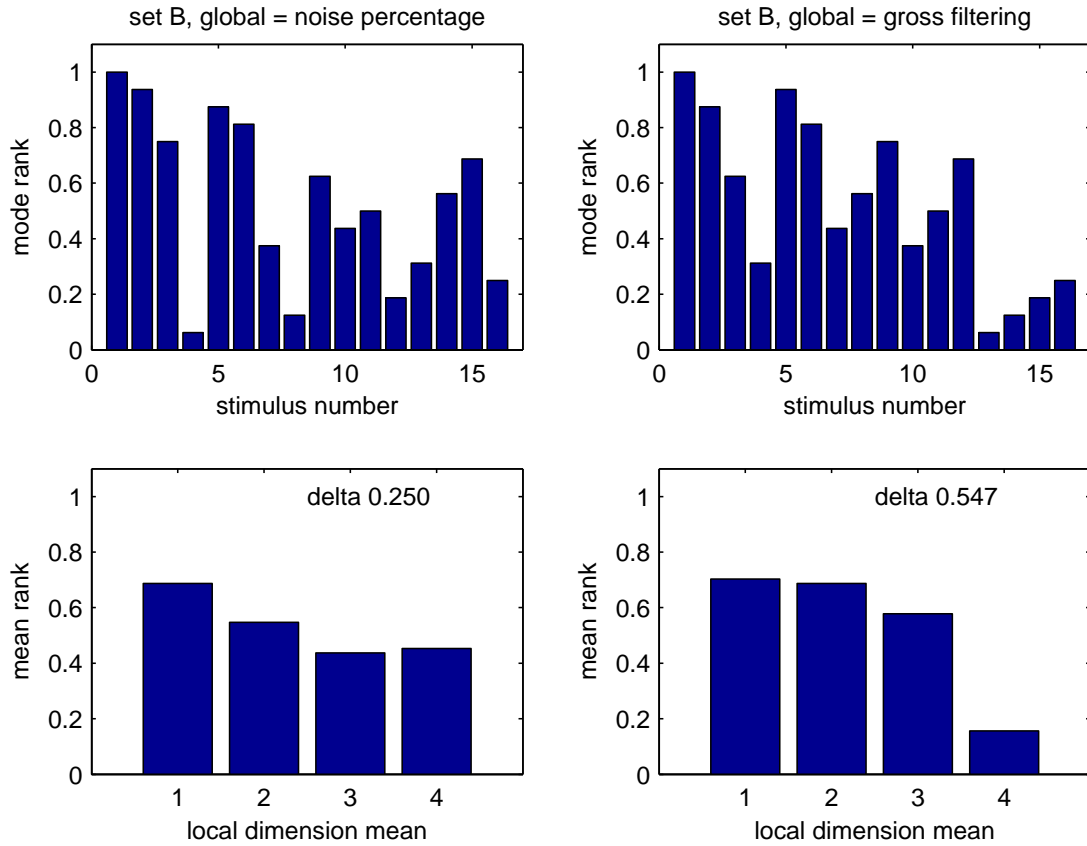 set B, global = noise percentage
1
0.8
0.6
0.4
0.2
0
mode rank
0 5 10 15
stimulus number
set B, global = gross filtering
1
0.8
0.6
0.4
0.2
0
mode rank
0 5 10 15
stimulus number
delta 0.250
1
0.8
0.6
0.4
0.2
0
mean rank
1 2 3 4
local dimension mean
delta 0.547
1
0.8
0.6
0.4
0.2
0
mean rank
1 2 3 4
local dimension mean